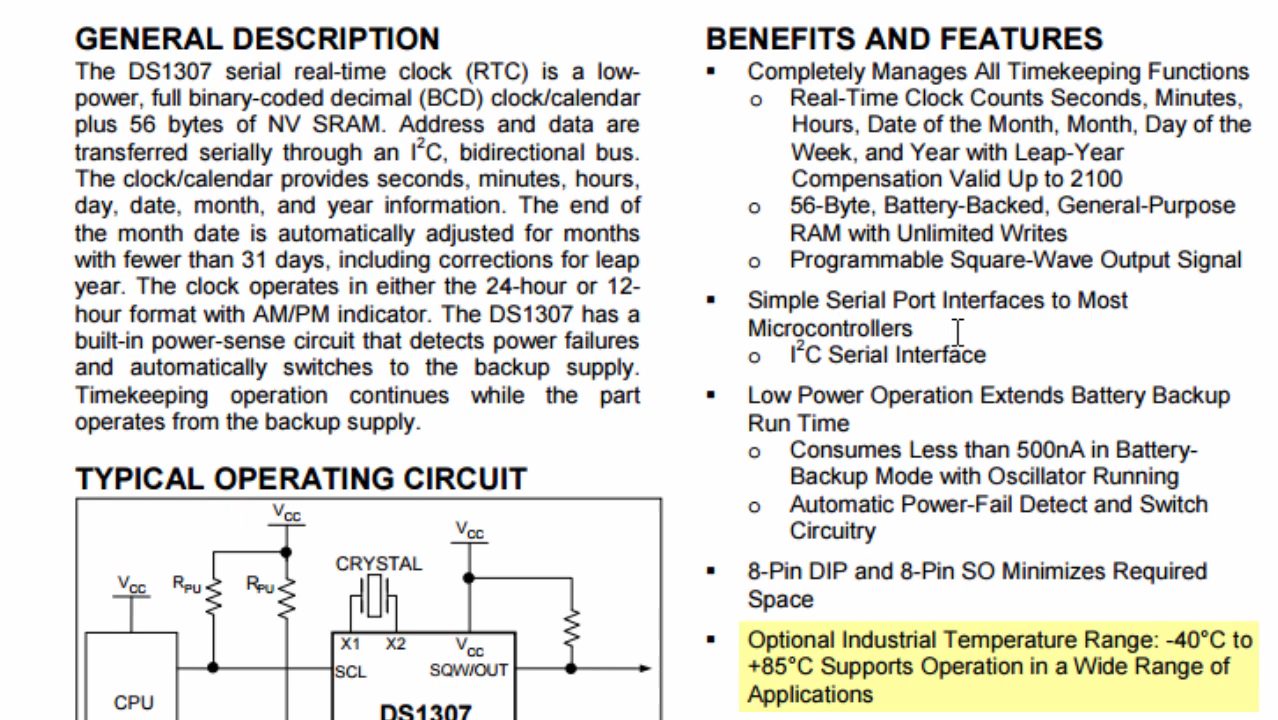 GENERAL DESCRIPTION
The DS1307 serial real-time clock (RTC) is a low-
power, full binary-coded decimal (BCD) clock/calendar
plus 56 bytes of NV SRAM. Address and data are
transferred serially through an I²C, bidirectional bus.
The clock/calendar provides seconds, minutes, hours,
day, date, month, and year information. The end of
the month date is automatically adjusted for months
with fewer than 31 days, including corrections for leap
year. The clock operates in either the 24-hour or 12-
hour format with AM/PM indicator. The DS1307 has a
built-in power-sense circuit that detects power failures
and automatically switches to the backup supply.
Timekeeping operation continues while the part
operates from the backup supply.
TYPICAL OPERATING CIRCUIT
VCC
VCC
CRYSTAL
VCC
RPU
RPU
X1
X2
VCC
SCL
SQW/OUT
CPU
DS1307
BENEFITS AND FEATURES
▪ Completely Manages All Timekeeping Functions
o Real-Time Clock Counts Seconds, Minutes,
Hours, Date of the Month, Month, Day of the
Week, and Year with Leap-Year
Compensation Valid Up to 2100
o 56-Byte, Battery-Backed, General-Purpose
RAM with Unlimited Writes
o Programmable Square-Wave Output Signal
▪ Simple Serial Port Interfaces to Most
Microcontrollers
o I²C Serial Interface
▪ Low Power Operation Extends Battery Backup
Run Time
o Consumes Less than 500nA in Battery-
Backup Mode with Oscillator Running
o Automatic Power-Fail Detect and Switch
Circuitry
▪ 8-Pin DIP and 8-Pin SO Minimizes Required
Space
▪ Optional Industrial Temperature Range: -40°C to
+85°C Supports Operation in a Wide Range of
Applications